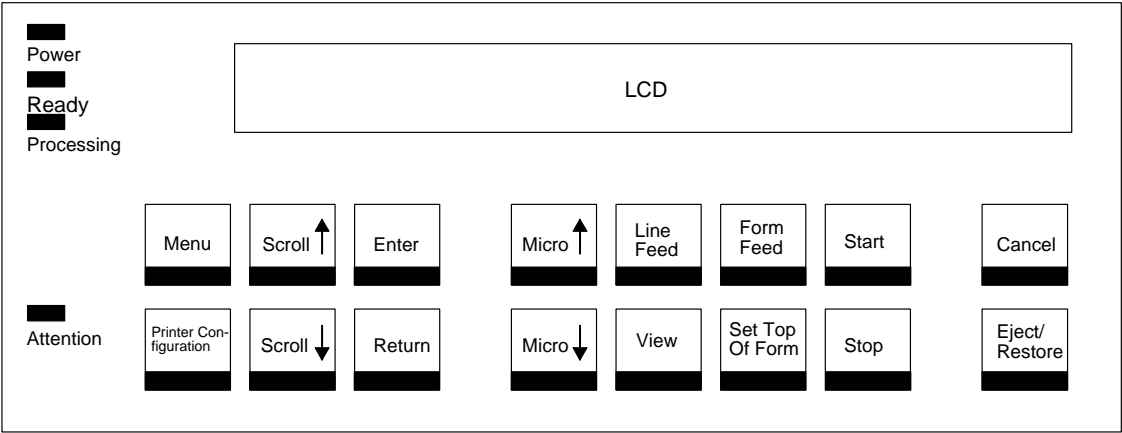 Power
LCD
Ready
Processing
Menu
Scroll
Enter
Micro
Line
Feed
Form
Feed
Start
Cancel
Attention
Printer Con-
figuration
Scroll
Return
Micro
View
Set Top
Of Form
Stop
Eject/
Restore